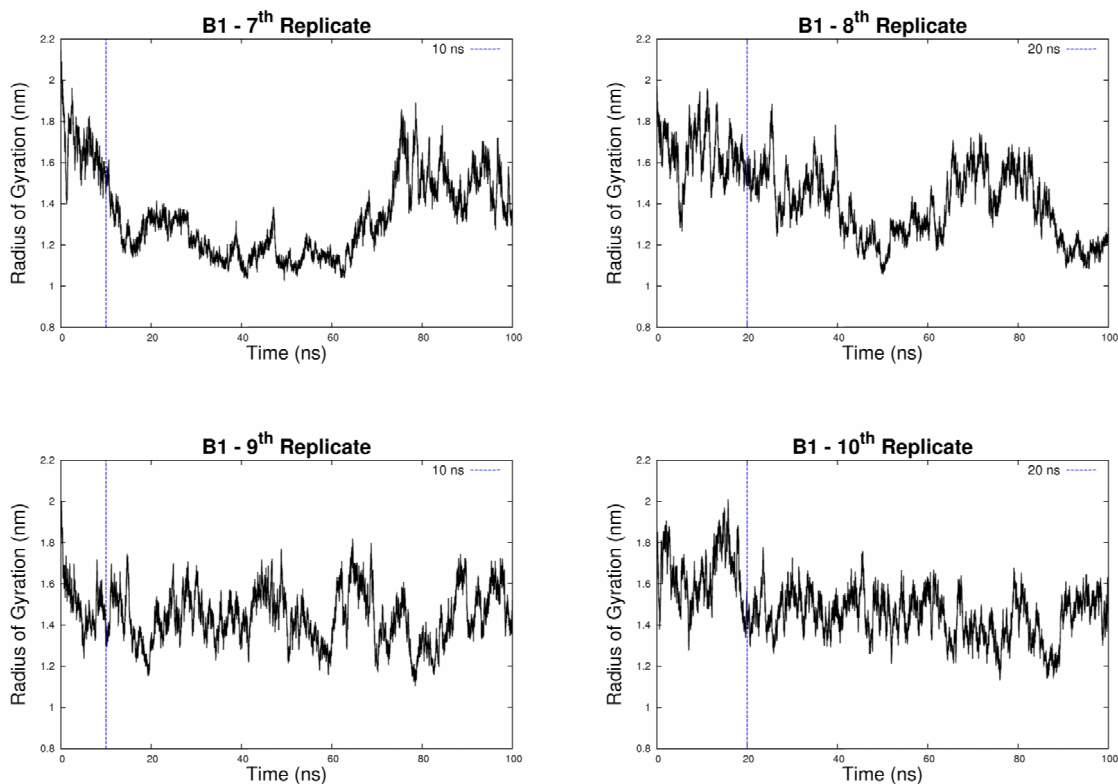 B1 - 7th Replicate
10 ns
2.2
2
1.8
1.6
1.4
1.2
1
0.8
Radius of Gyration (nm)
0 20 40 60 80 100
Time (ns)
B1 - 8th Replicate
20 ns
2.2
2
1.8
1.6
1.4
1.2
1
0.8
Radius of Gyration (nm)
0 20 40 60 80 100
Time (ns)
B1 - 9th Replicate
10 ns
2.2
2
1.8
1.6
1.4
1.2
1
0.8
Radius of Gyration (nm)
0 20 40 60 80 100
Time (ns)
B1 - 10th Replicate
20 ns
2.2
2
1.8
1.6
1.4
1.2
1
0.8
Radius of Gyration (nm)
0 20 40 60 80 100
Time (ns)